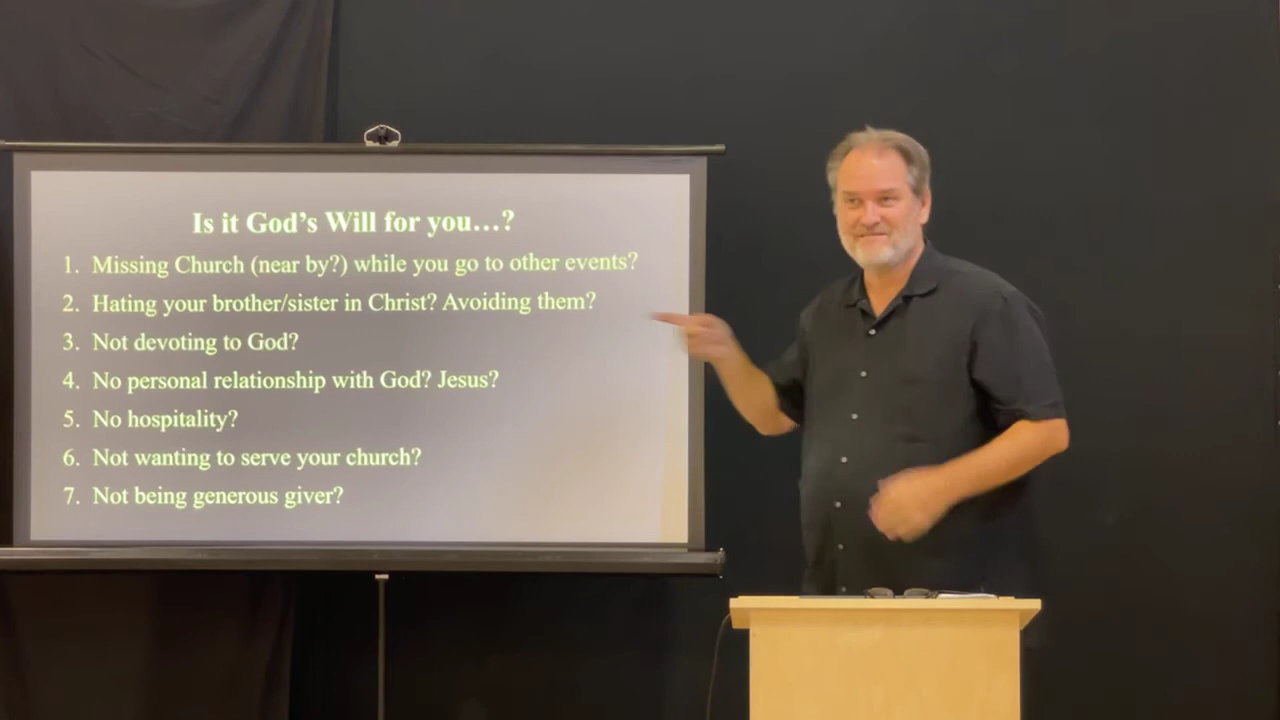 Is it God’s Will for you…?
1. Missing Church (near by?) while you go to other events?
2. Hating your brother/sister in Christ? Avoiding them?
3. Not devoting to God?
4. No personal relationship with God? Jesus?
5. No hospitality?
6. Not wanting to serve your church?
7. Not being generous giver?